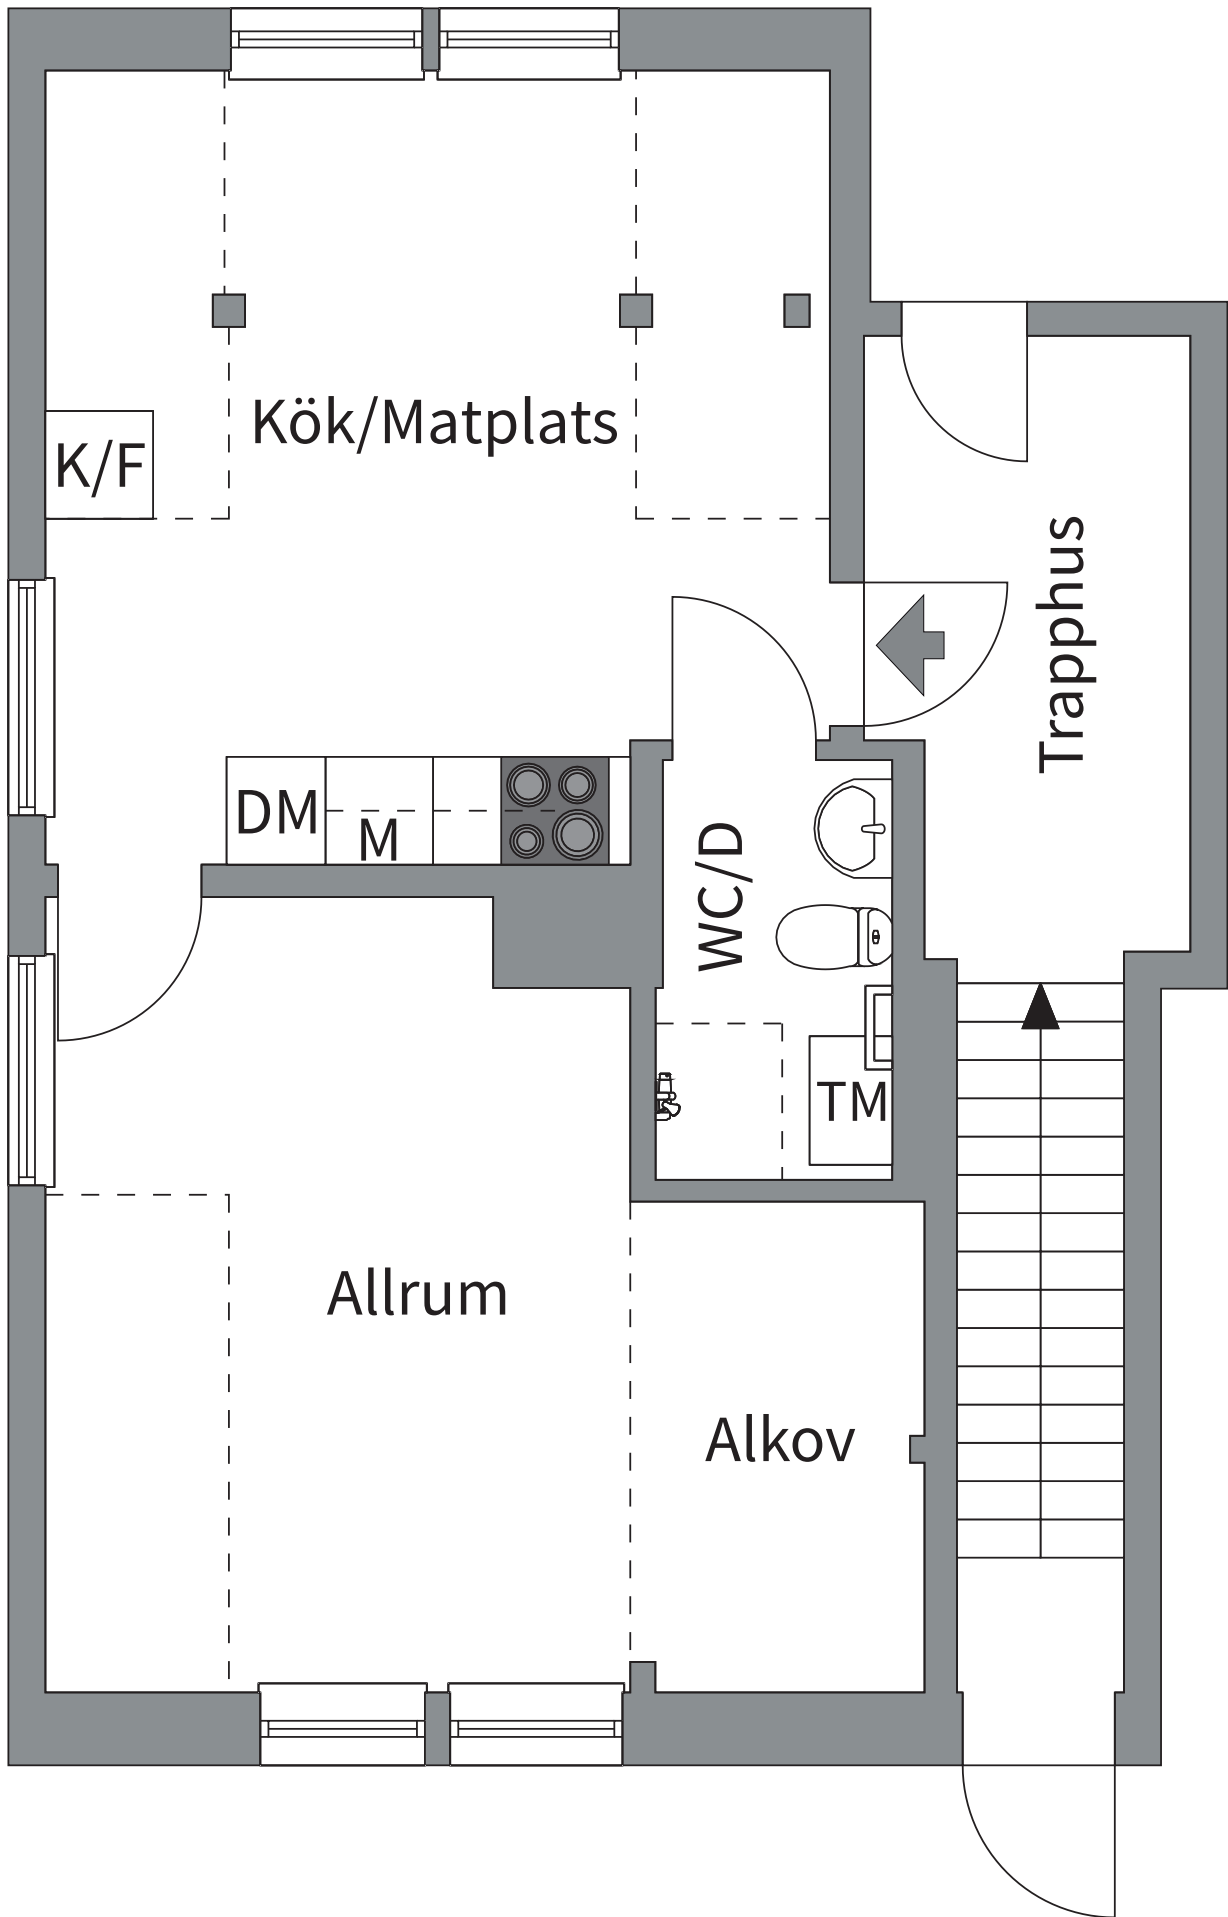 Kök/Matplats
K/F
Trapphus
DM
M
WC/D
TM
Allrum
Alkov